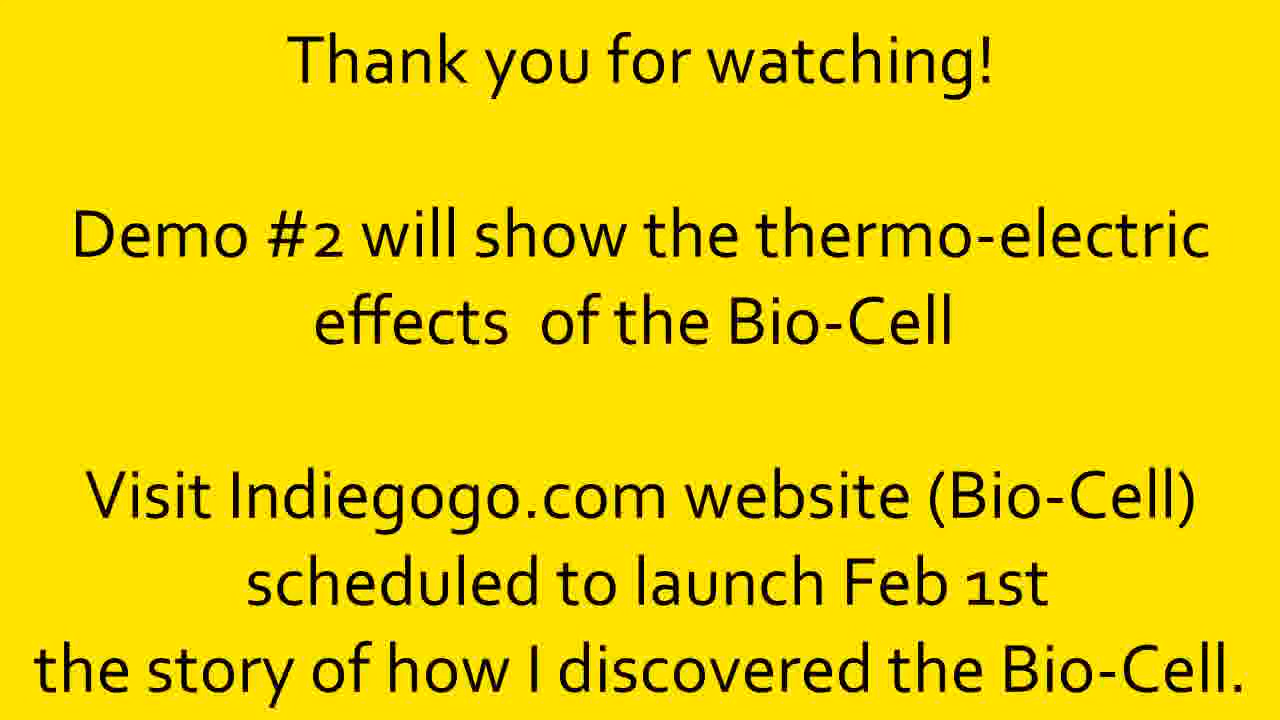 Thank you for watching!
Demo #2 will show the thermo-electric
effects of the Bio-Cell
Visit Indiegogo.com website (Bio-Cell)
scheduled to launch Feb 1st
the story of how I discovered the Bio-Cell.